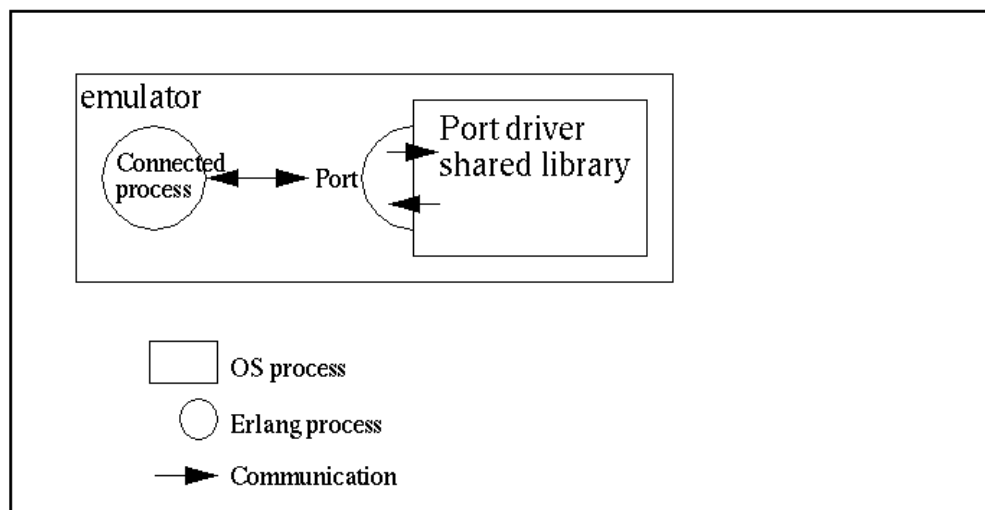 emulator
Connected
process
Port
Port driver
shared library
OS process
Erlang process
Communication